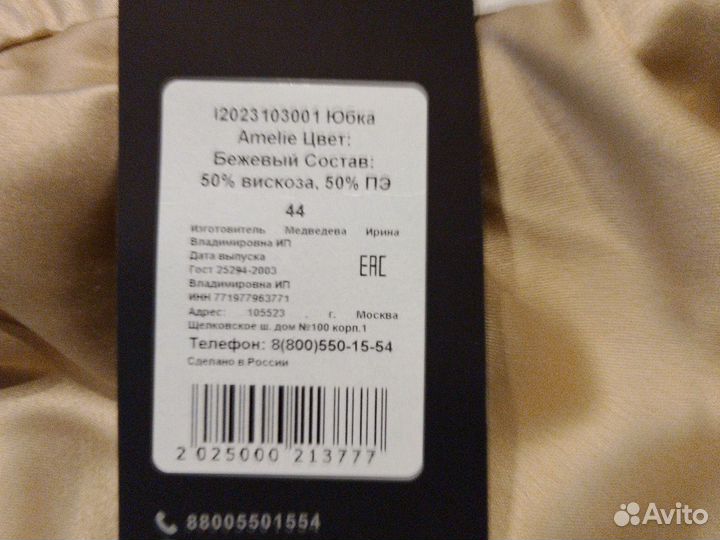 I2023103001 Юбка
Amelie Цвет:
Бежевый Состав:
50% вискоза, 50% ПЭ
44
Изготовитель Медведева Ирина
Владимировна ИП
Дата выпуска
Гост 25294-2003
Владимировна ИП
ИНН 771977963771
Адрес: 105523 , г. Москва
Щелковское ш. дом №100 корп.1
Телефон: 8(800)550-15-54
Сделано в России
EAC
2 025000 213777
88005501554
Avito